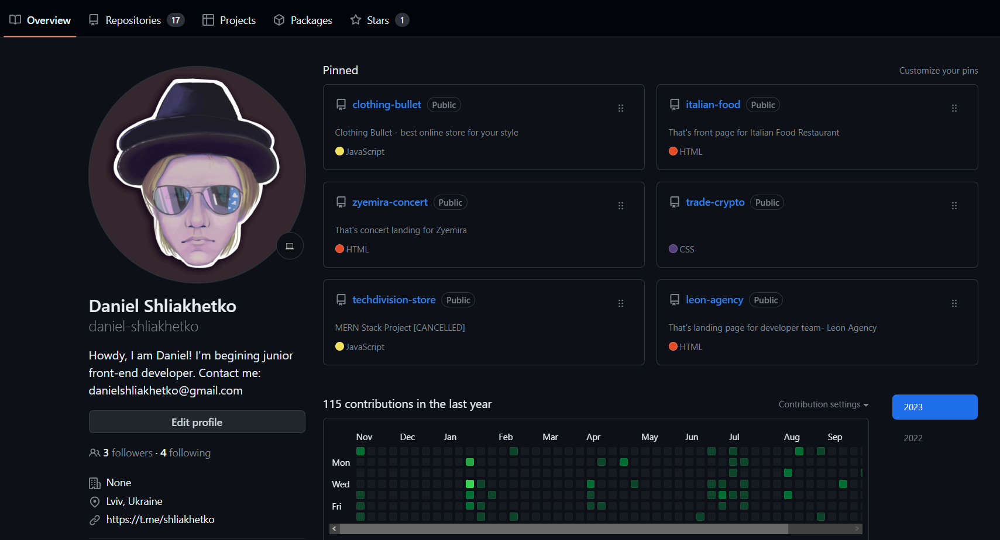 Overview Repositories 17 Projects Packages Stars 1
Daniel Shliakhetko
daniel-shliakhetko
Howdy, I am Daniel! I'm begining junior
front-end developer. Contact me:
danielshliakhetko@gmail.com
Edit profile
3 followers · 4 following
None
Lviv, Ukraine
https://t.me/shliakhetko
Pinned
Customize your pins
clothing-bullet Public
Clothing Bullet - best online store for your style
JavaScript
italian-food Public
That's front page for Italian Food Restaurant
HTML
zyemira-concert Public
That's concert landing for Zyemira
HTML
trade-crypto Public
CSS
techdivision-store Public
MERN Stack Project [CANCELLED]
JavaScript
leon-agency Public
That's landing page for developer team- Leon Agency
HTML
115 contributions in the last year
Contribution settings
2023
2022
Nov Dec Jan Feb Mar Apr May Jun Jul Aug Sep
Mon
Wed
Fri